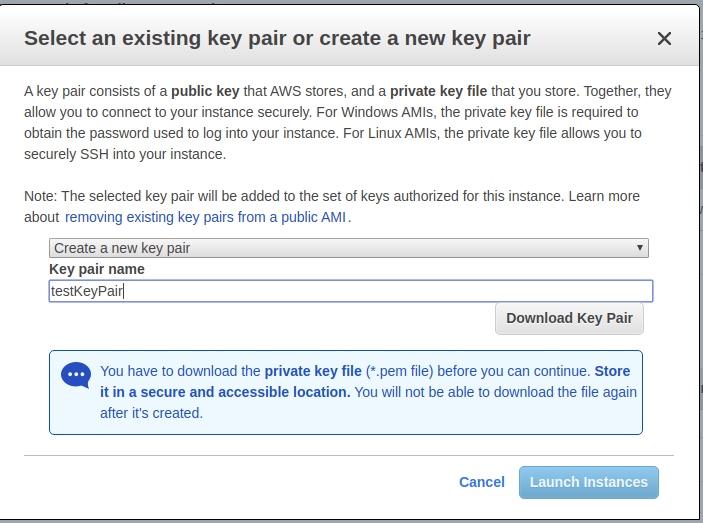 Select an existing key pair or create a new key pair
A key pair consists of a public key that AWS stores, and a private key file that you store. Together, they
allow you to connect to your instance securely. For Windows AMIs, the private key file is required to
obtain the password used to log into your instance. For Linux AMIs, the private key file allows you to
securely SSH into your instance.
Note: The selected key pair will be added to the set of keys authorized for this instance. Learn more
about removing existing key pairs from a public AMI.
Create a new key pair
Key pair name
testKeyPair
Download Key Pair
You have to download the private key file (*.pem file) before you can continue. Store
it in a secure and accessible location. You will not be able to download the file again
after it's created.
Cancel Launch Instances